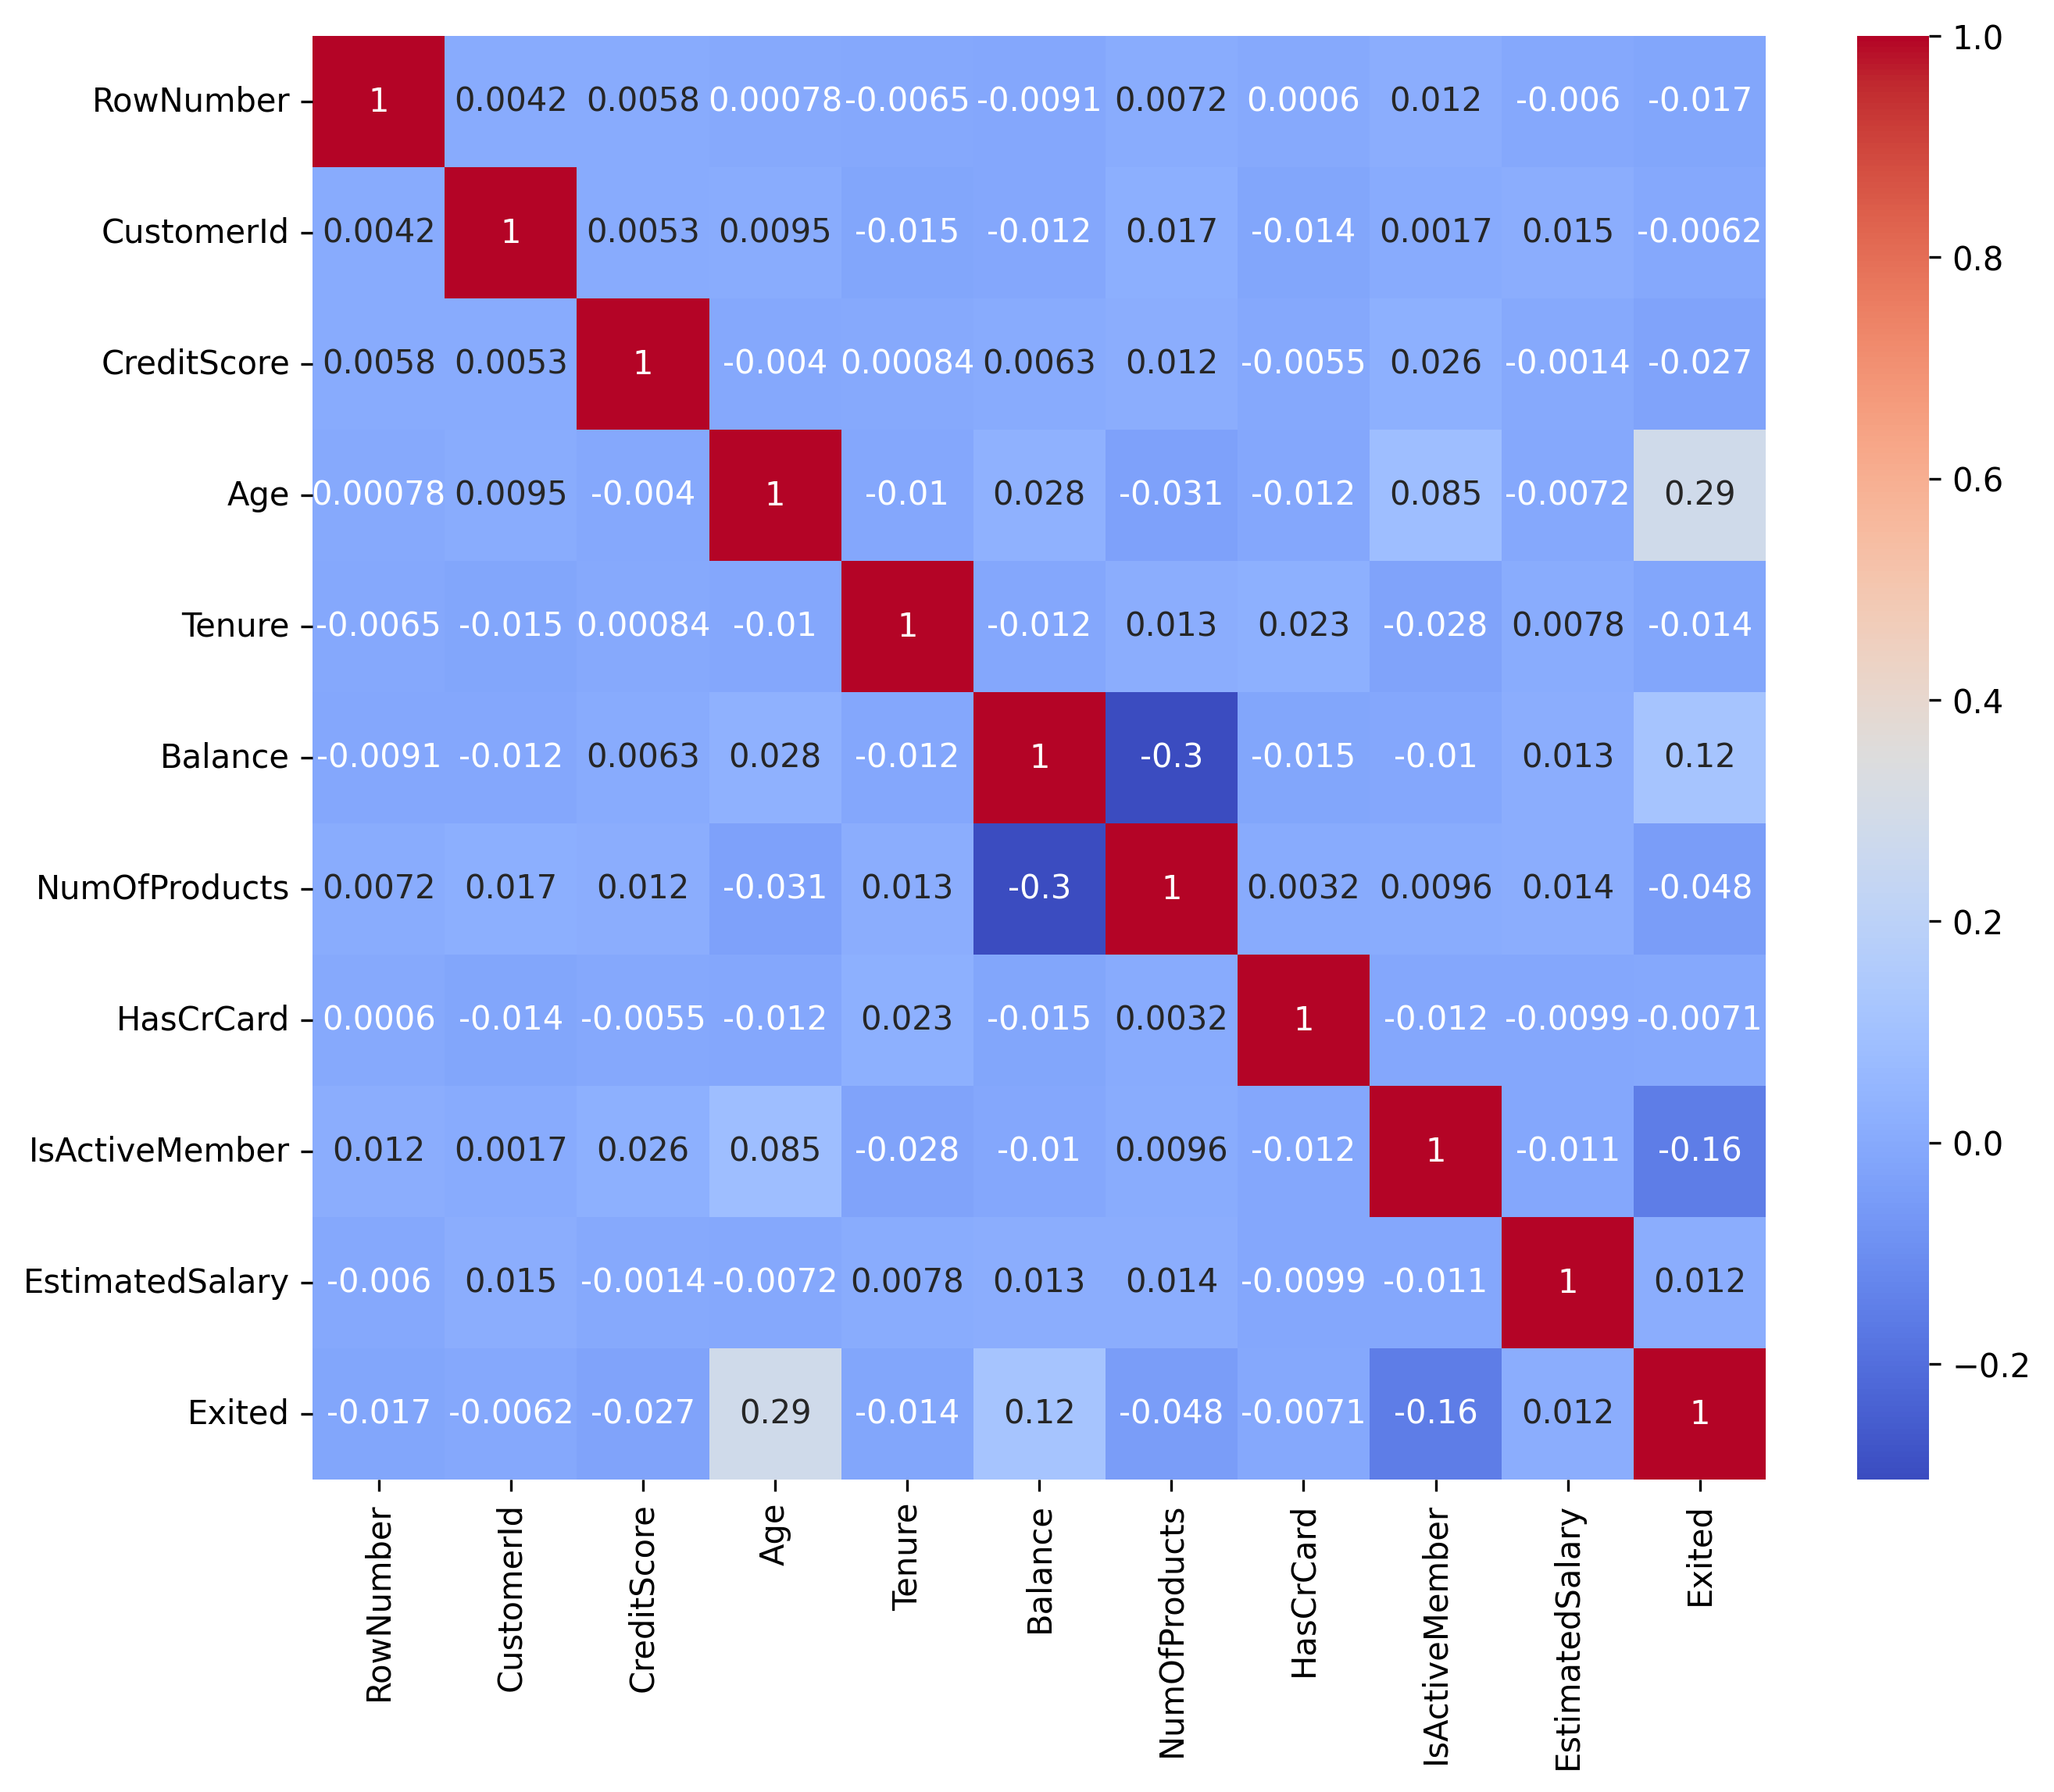 RowNumber 1 0.0042 0.0058 0.00078 -0.0065 -0.0091 0.0072 0.0006 0.012 -0.006 -0.017
CustomerId 0.0042 1 0.0053 0.0095 -0.015 -0.012 0.017 -0.014 0.0017 0.015 -0.0062
CreditScore 0.0058 0.0053 1 -0.004 0.00084 0.0063 0.012 -0.0055 0.026 -0.0014 -0.027
Age 0.00078 0.0095 -0.004 1 -0.01 0.028 -0.031 -0.012 0.085 -0.0072 0.29
Tenure -0.0065 -0.015 0.00084 -0.01 1 -0.012 0.013 0.023 -0.028 0.0078 -0.014
Balance -0.0091 -0.012 0.0063 0.028 -0.012 1 -0.3 -0.015 -0.01 0.013 0.12
NumOfProducts 0.0072 0.017 0.012 -0.031 0.013 -0.3 1 0.0032 0.0096 0.014 -0.048
HasCrCard 0.0006 -0.014 -0.0055 -0.012 0.023 -0.015 0.0032 1 -0.012 -0.0099 -0.0071
IsActiveMember 0.012 0.0017 0.026 0.085 -0.028 -0.01 0.0096 -0.012 1 -0.011 -0.16
EstimatedSalary -0.006 0.015 -0.0014 -0.0072 0.0078 0.013 0.014 -0.0099 -0.011 1 0.012
Exited -0.017 -0.0062 -0.027 0.29 -0.014 0.12 -0.048 -0.0071 -0.16 0.012 1
RowNumber
CustomerId
CreditScore
Age
Tenure
Balance
NumOfProducts
HasCrCard
IsActiveMember
EstimatedSalary
Exited
1.0
0.8
0.6
0.4
0.2
0.0
−0.2